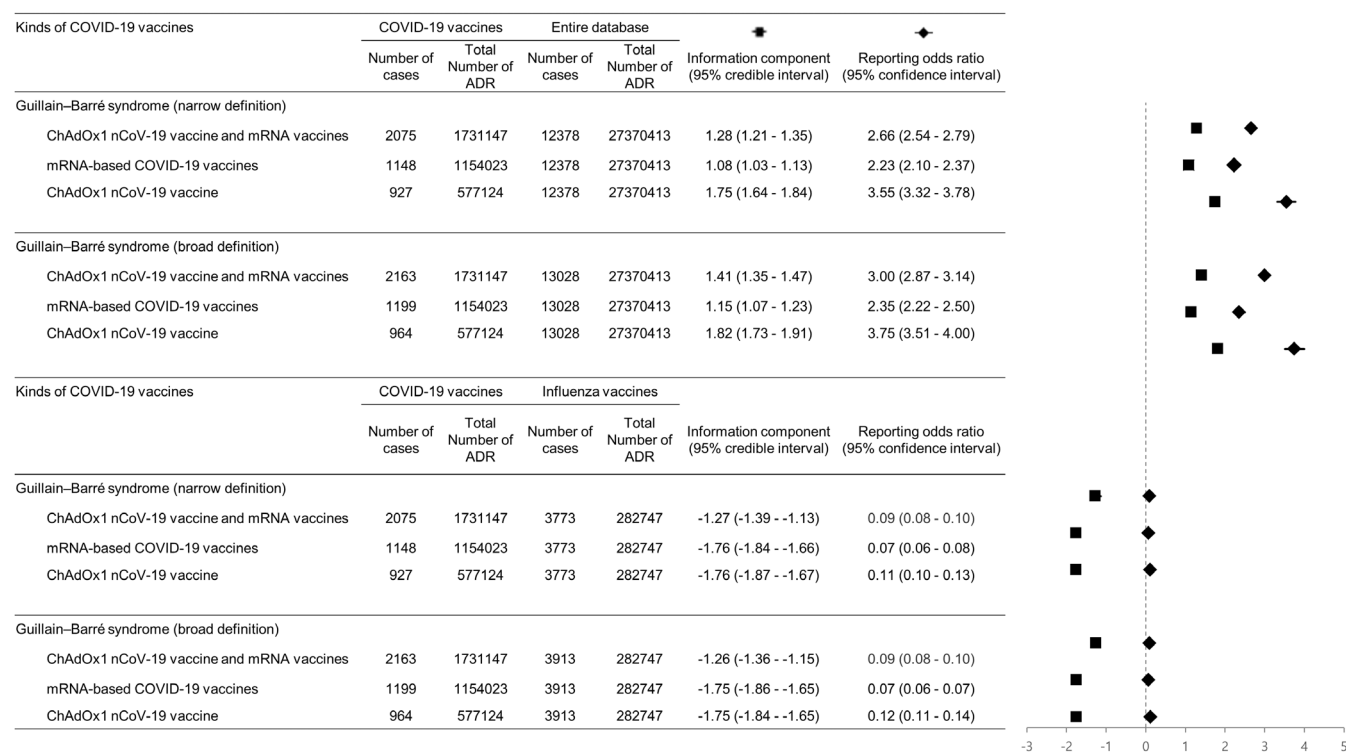 Kinds of COVID-19 vaccines COVID-19 vaccines Entire database
Number of cases Total Number of ADR Number of cases Total Number of ADR Information component (95% credible interval) Reporting odds ratio (95% confidence interval)
Guillain–Barré syndrome (narrow definition)
ChAdOx1 nCoV-19 vaccine and mRNA vaccines 2075 1731147 12378 27370413 1.28 (1.21 - 1.35) 2.66 (2.54 - 2.79)
mRNA-based COVID-19 vaccines 1148 1154023 12378 27370413 1.08 (1.03 - 1.13) 2.23 (2.10 - 2.37)
ChAdOx1 nCoV-19 vaccine 927 577124 12378 27370413 1.75 (1.64 - 1.84) 3.55 (3.32 - 3.78)
Guillain–Barré syndrome (broad definition)
ChAdOx1 nCoV-19 vaccine and mRNA vaccines 2163 1731147 13028 27370413 1.41 (1.35 - 1.47) 3.00 (2.87 - 3.14)
mRNA-based COVID-19 vaccines 1199 1154023 13028 27370413 1.15 (1.07 - 1.23) 2.35 (2.22 - 2.50)
ChAdOx1 nCoV-19 vaccine 964 577124 13028 27370413 1.82 (1.73 - 1.91) 3.75 (3.51 - 4.00)
Kinds of COVID-19 vaccines COVID-19 vaccines Influenza vaccines
Number of cases Total Number of ADR Number of cases Total Number of ADR Information component (95% credible interval) Reporting odds ratio (95% confidence interval)
Guillain–Barré syndrome (narrow definition)
ChAdOx1 nCoV-19 vaccine and mRNA vaccines 2075 1731147 3773 282747 -1.27 (-1.39 - -1.13) 0.09 (0.08 - 0.10)
mRNA-based COVID-19 vaccines 1148 1154023 3773 282747 -1.76 (-1.84 - -1.66) 0.07 (0.06 - 0.08)
ChAdOx1 nCoV-19 vaccine 927 577124 3773 282747 -1.76 (-1.87 - -1.67) 0.11 (0.10 - 0.13)
Guillain–Barré syndrome (broad definition)
ChAdOx1 nCoV-19 vaccine and mRNA vaccines 2163 1731147 3913 282747 -1.26 (-1.36 - -1.15) 0.09 (0.08 - 0.10)
mRNA-based COVID-19 vaccines 1199 1154023 3913 282747 -1.75 (-1.86 - -1.65) 0.07 (0.06 - 0.07)
ChAdOx1 nCoV-19 vaccine 964 577124 3913 282747 -1.75 (-1.84 - -1.65) 0.12 (0.11 - 0.14)
-3 -2 -1 0 1 2 3 4 5